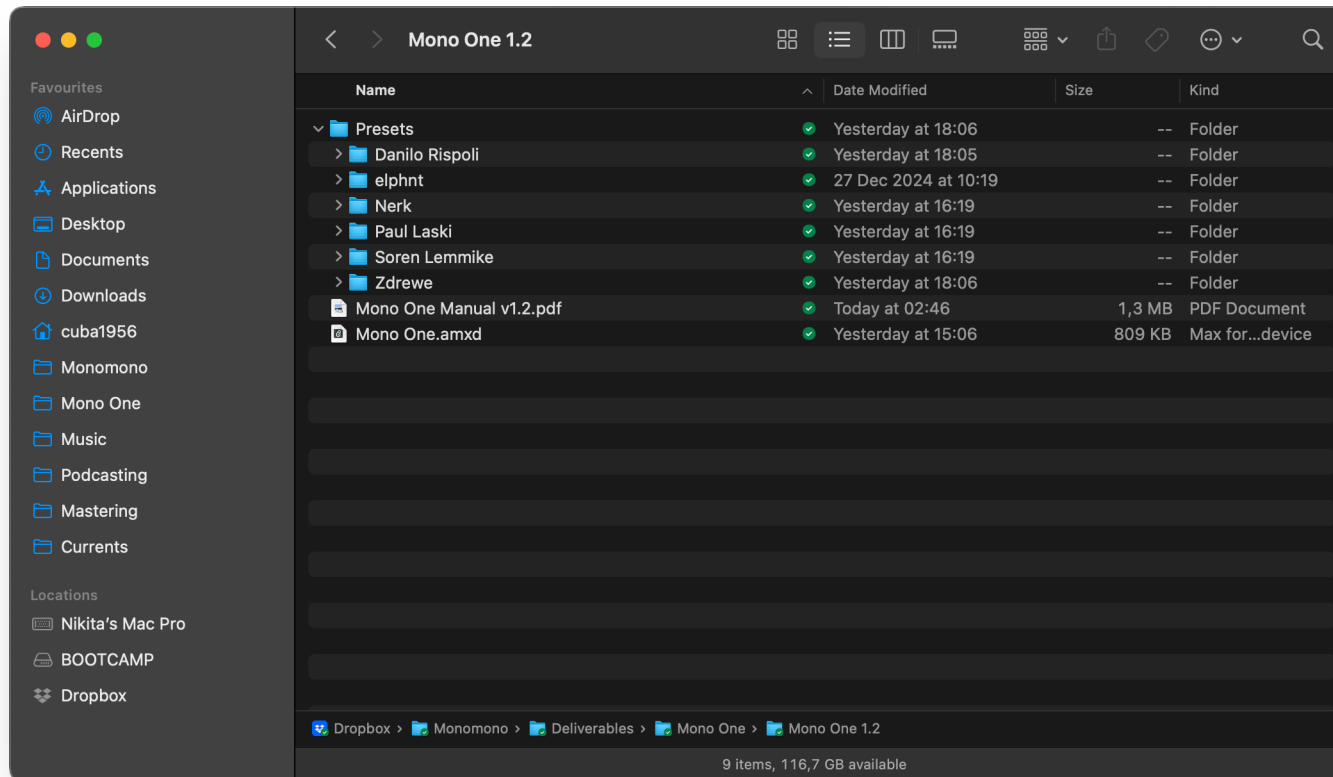 Mono One 1.2
Favourites
AirDrop
Recents
Applications
Desktop
Documents
Downloads
cuba1956
Monomono
Mono One
Music
Podcasting
Mastering
Currents
Locations
Nikita’s Mac Pro
BOOTCAMP
Dropbox
Name Date Modified Size Kind
Presets Yesterday at 18:06 -- Folder
Danilo Rispoli Yesterday at 18:05 -- Folder
elphnt 27 Dec 2024 at 10:19 -- Folder
Nerk Yesterday at 16:19 -- Folder
Paul Laski Yesterday at 16:19 -- Folder
Soren Lemmike Yesterday at 16:19 -- Folder
Zdrewe Yesterday at 18:06 -- Folder
Mono One Manual v1.2.pdf Today at 02:46 1,3 MB PDF Document
Mono One.amxd Yesterday at 15:06 809 KB Max for...device
Dropbox › Monomono › Deliverables › Mono One › Mono One 1.2
9 items, 116,7 GB available